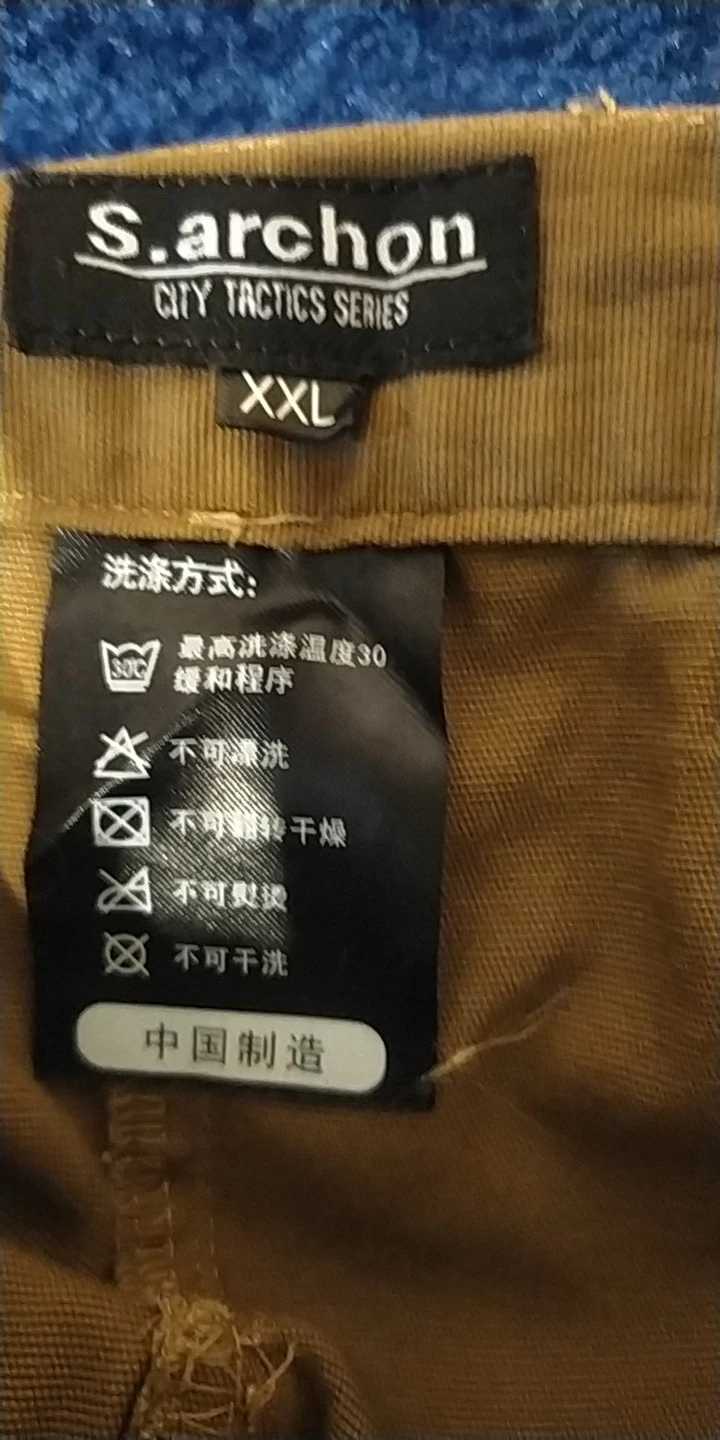 S.archon
CITY TACTICS SERIES
XXL
洗涤方式:
30C
最高洗涤温度30
缓和程序
不可漂洗
不可翻转干燥
不可熨烫
不可干洗
中国制造